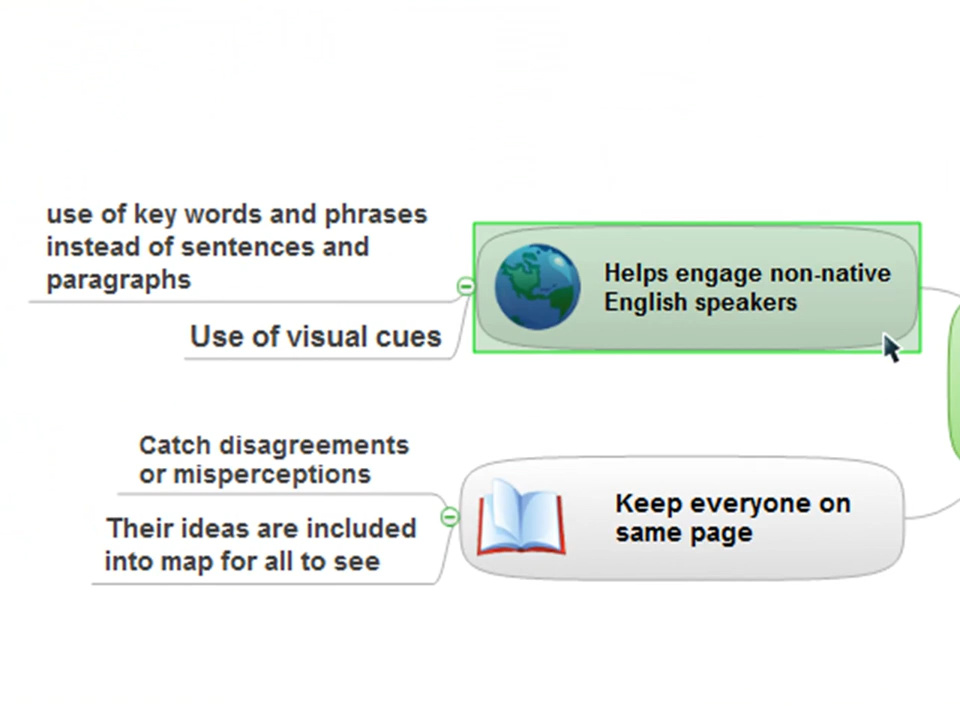 use of key words and phrases
instead of sentences and
paragraphs
Use of visual cues
Helps engage non-native
English speakers
Catch disagreements
or misperceptions
Their ideas are included
into map for all to see
Keep everyone on
same page